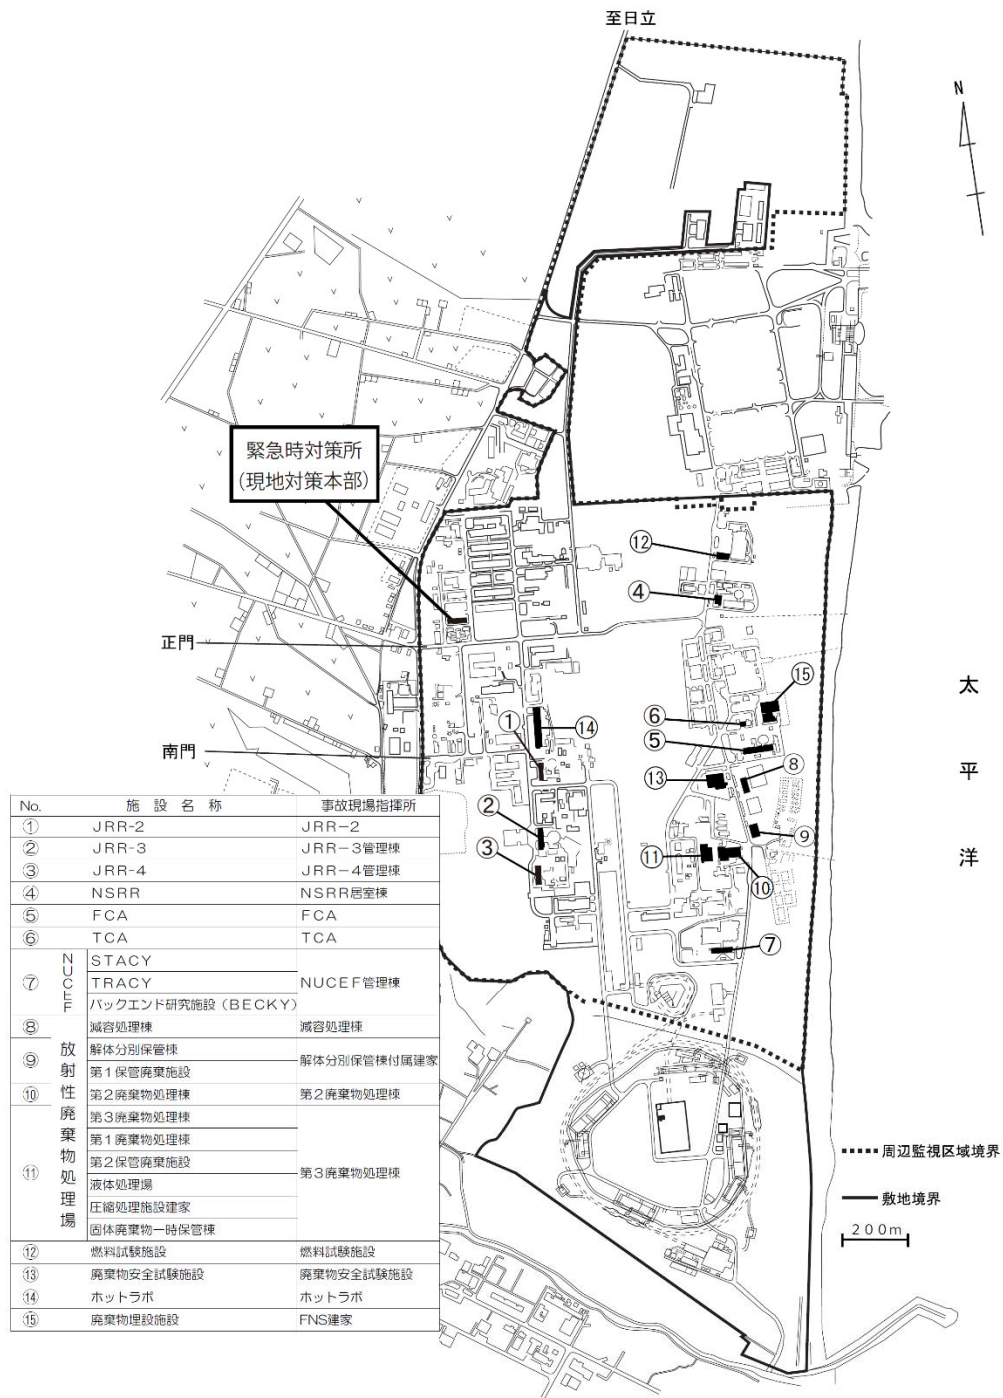 至日立
N
緊急時対策所
(現地対策本部)
⑫
④
正門
⑮
太
⑥
①
⑭
⑤
南門
⑧
平
⑬
②
⑨
③
⑪
洋
⑩
⑦
No. 施設名称 事故現場指揮所
① JRR-2 JRR−2
② JRR-3 JRR−3管理棟
③ JRR-4 JRR−4管理棟
④ NSRR NSRR居室棟
⑤ FCA FCA
⑥ TCA TCA
⑦ NUCEF STACY NUCEF管理棟
TRACY
バックエンド研究施設(BECKY)
放射性廃棄物処理場
⑧ 減容処理棟 減容処理棟
⑨ 解体分別保管棟 解体分別保管棟付属建家
第1保管廃棄施設
⑩ 第2廃棄物処理棟 第2廃棄物処理棟
⑪ 第3廃棄物処理棟 第3廃棄物処理棟
第1廃棄物処理棟
第2保管廃棄施設
液体処理場
圧縮処理施設建家
固体廃棄物一時保管棟
⑫ 燃料試験施設 燃料試験施設
⑬ 廃棄物安全試験施設 廃棄物安全試験施設
⑭ ホットラボ ホットラボ
⑮ 廃棄物埋設施設 FNS建家
周辺監視区域境界
敷地境界
200m